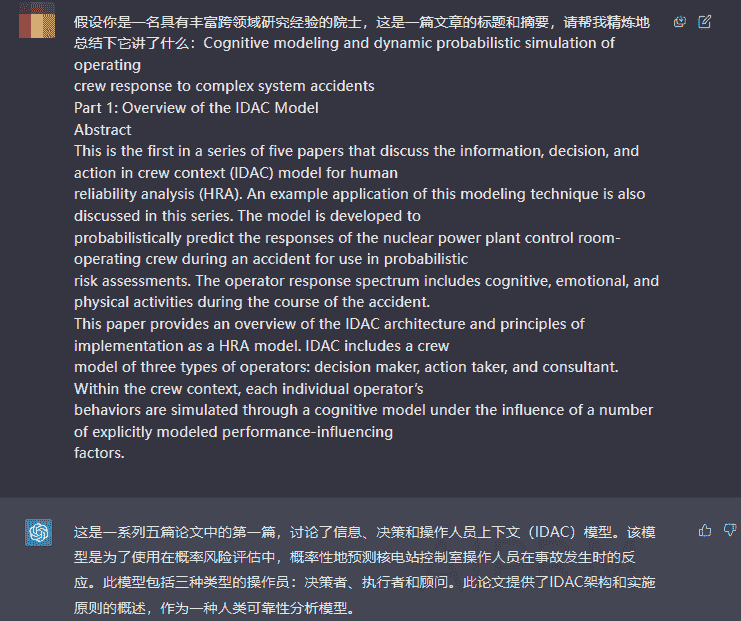 假设你是一名具有丰富跨领域研究经验的院士，这是一篇文章的标题和摘要，请帮我精炼地
总结下它讲了什么：Cognitive modeling and dynamic probabilistic simulation of
operating
crew response to complex system accidents
Part 1: Overview of the IDAC Model
Abstract
This is the first in a series of five papers that discuss the information, decision, and
action in crew context (IDAC) model for human
reliability analysis (HRA). An example application of this modeling technique is also
discussed in this series. The model is developed to
probabilistically predict the responses of the nuclear power plant control room-
operating crew during an accident for use in probabilistic
risk assessments. The operator response spectrum includes cognitive, emotional, and
physical activities during the course of the accident.
This paper provides an overview of the IDAC architecture and principles of
implementation as a HRA model. IDAC includes a crew
model of three types of operators: decision maker, action taker, and consultant.
Within the crew context, each individual operator’s
behaviors are simulated through a cognitive model under the influence of a number
of explicitly modeled performance-influencing
factors.
这是一系列五篇论文中的第一篇，讨论了信息、决策和操作人员上下文（IDAC）模型。该模
型是为了使用在概率风险评估中，概率性地预测核电站控制室操作人员在事故发生时的反
应。此模型包括三种类型的操作员：决策者、执行者和顾问。此论文提供了IDAC架构和实施
原则的概述，作为一种人类可靠性分析模型。